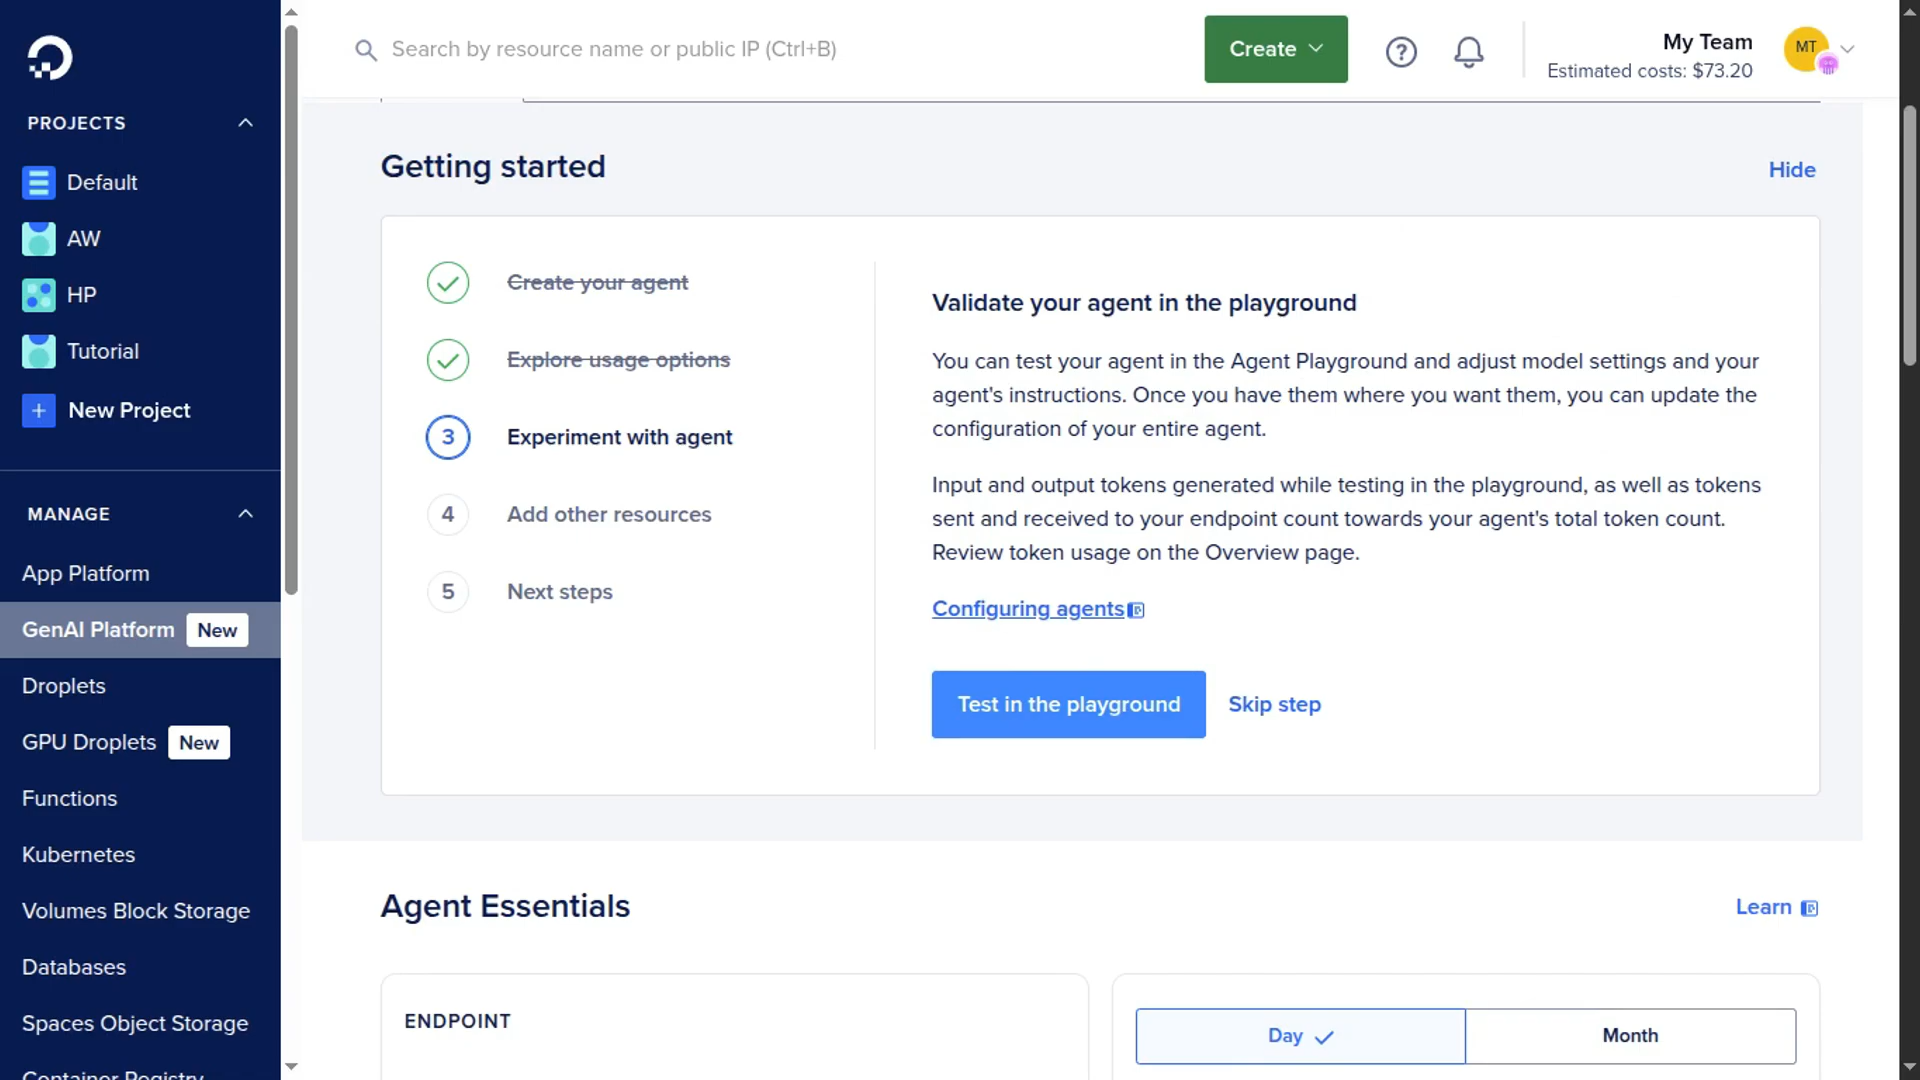 PROJECTS
Default
AW
HP
Tutorial
New Project
MANAGE
App Platform
GenAI Platform New
Droplets
GPU Droplets New
Functions
Kubernetes
Volumes Block Storage
Databases
Spaces Object Storage
Container Registry
Search by resource name or public IP (Ctrl+B)
Create
My Team
Estimated costs: $73.20
MT
Getting started
Hide
Create your agent
Explore usage options
3 Experiment with agent
4 Add other resources
5 Next steps
Validate your agent in the playground
You can test your agent in the Agent Playground and adjust model settings and your
agent's instructions. Once you have them where you want them, you can update the
configuration of your entire agent.
Input and output tokens generated while testing in the playground, as well as tokens
sent and received to your endpoint count towards your agent's total token count.
Review token usage on the Overview page.
Configuring agents
Test in the playground
Skip step
Agent Essentials
Learn
ENDPOINT
Day
Month